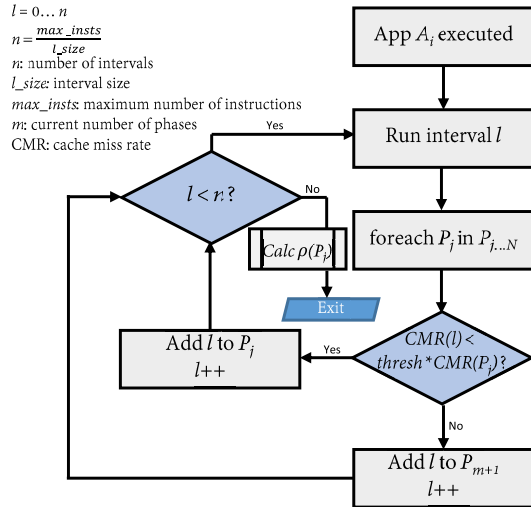 l = 0... n
n = max_insts / l_size
n: number of intervals
l_size: interval size
max_insts: maximum number of instructions
m: current number of phases
CMR: cache miss rate
App A_i executed
Run interval l
foreach P_j in P_j...N
CMR(l) <
thresh*CMR(P_j)?
Yes
No
Add l to P_j
l++
Add l to P_m+1
l++
l < n?
Yes
No
Calc ρ(P_j)
Exit